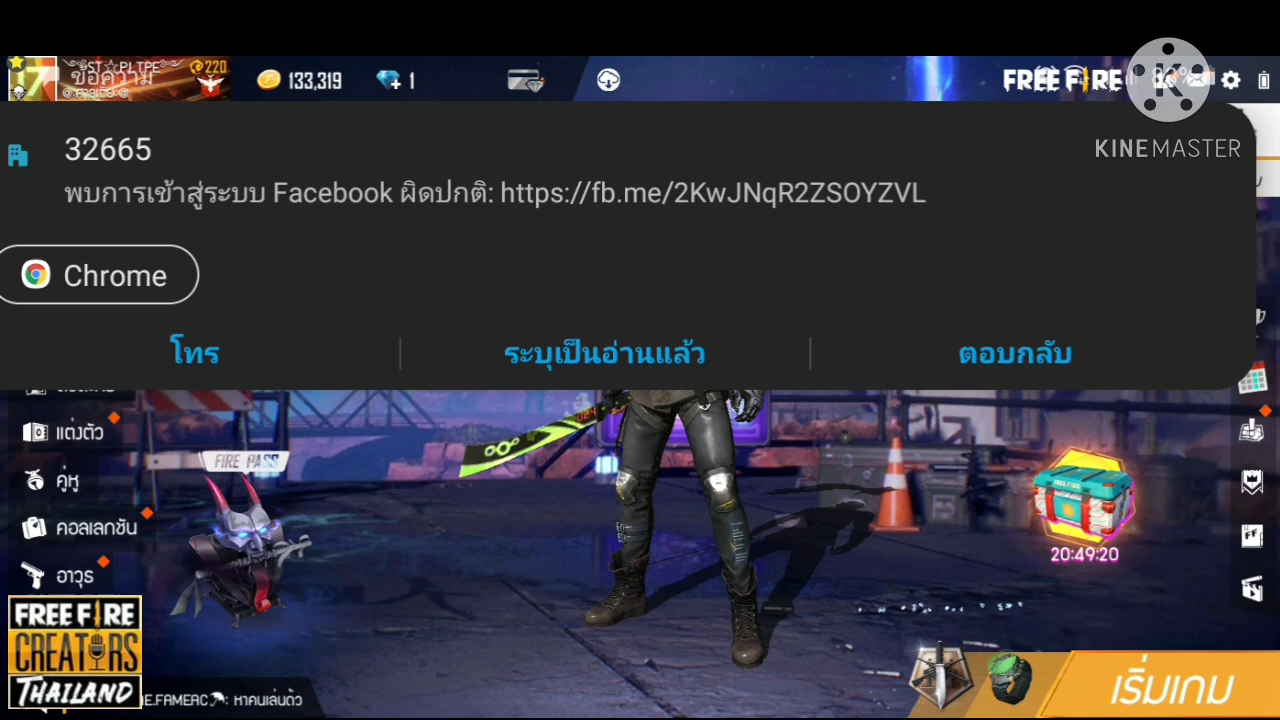 220
ข้อความ
133,319
1
FREE FIRE
KINEMASTER
32665
พบการเข้าสู่ระบบ Facebook ผิดปกติ: https://fb.me/2KwJNqR2ZSOYZVL
Chrome
โทร
ระบุเป็นอ่านแล้ว
ตอบกลับ
แต่งตัว
FIRE PASS
คู่หู
คอลเลกชัน
อาวุธ
FREE FIRE
20:49:20
FREE FIRE
CREATORS
THAILAND
E.FAMEAC : หาคนเล่นด้ว
เริ่มเกม